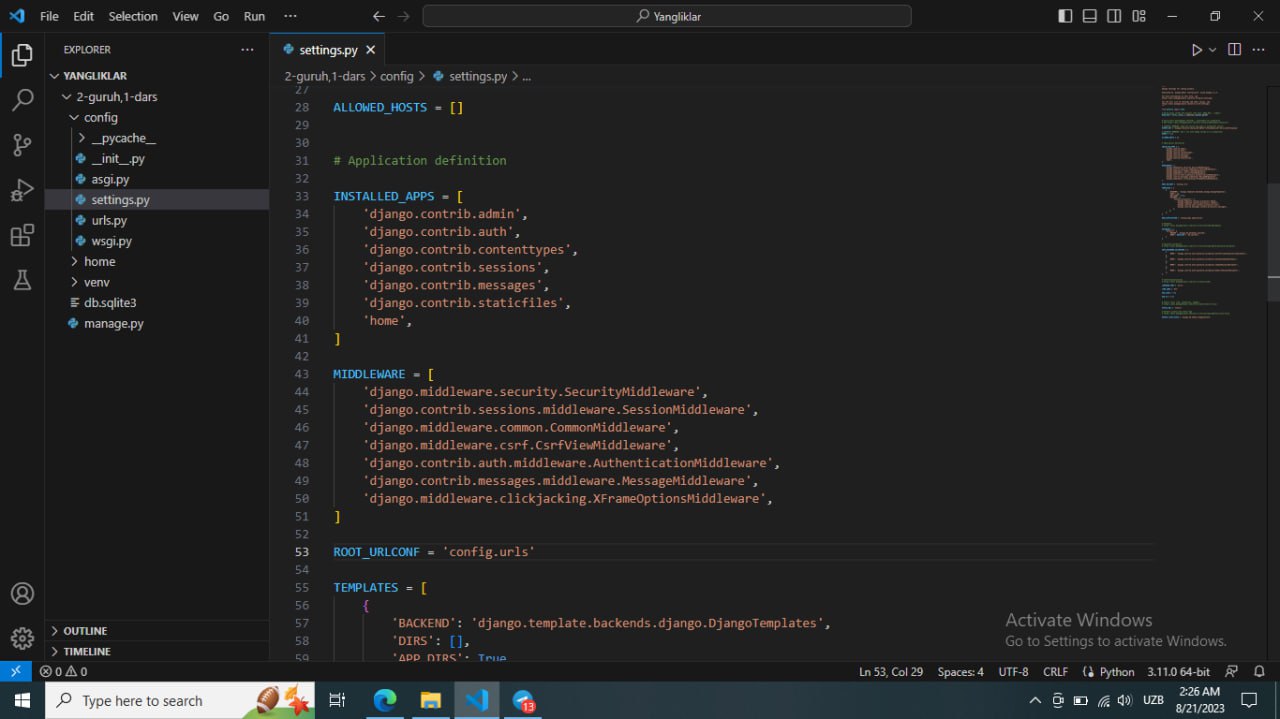 File Edit Selection View Go Run ···
Yangliklar
EXPLORER
settings.py
YANGLIKLAR
2-guruh,1-dars
config
__pycache__
__init__.py
asgi.py
settings.py
urls.py
wsgi.py
home
venv
db.sqlite3
manage.py
OUTLINE
TIMELINE
2-guruh,1-dars > config > settings.py > ...
27
28 ALLOWED_HOSTS = []
29
30
31 # Application definition
32
33 INSTALLED_APPS = [
34 'django.contrib.admin',
35 'django.contrib.auth',
36 'django.contrib.contenttypes',
37 'django.contrib.sessions',
38 'django.contrib.messages',
39 'django.contrib.staticfiles',
40 'home',
41 ]
42
43 MIDDLEWARE = [
44 'django.middleware.security.SecurityMiddleware',
45 'django.contrib.sessions.middleware.SessionMiddleware',
46 'django.middleware.common.CommonMiddleware',
47 'django.middleware.csrf.CsrfViewMiddleware',
48 'django.contrib.auth.middleware.AuthenticationMiddleware',
49 'django.contrib.messages.middleware.MessageMiddleware',
50 'django.middleware.clickjacking.XFrameOptionsMiddleware',
51 ]
52
53 ROOT_URLCONF = 'config.urls'
54
55 TEMPLATES = [
56 {
57 'BACKEND': 'django.template.backends.django.DjangoTemplates',
58 'DIRS': [],
59 'APP_DIRS': True
Activate Windows
Go to Settings to activate Windows.
0 0
Ln 53, Col 29 Spaces: 4 UTF-8 CRLF Python 3.11.0 64-bit
Type here to search
13
UZB
2:26 AM
8/21/2023